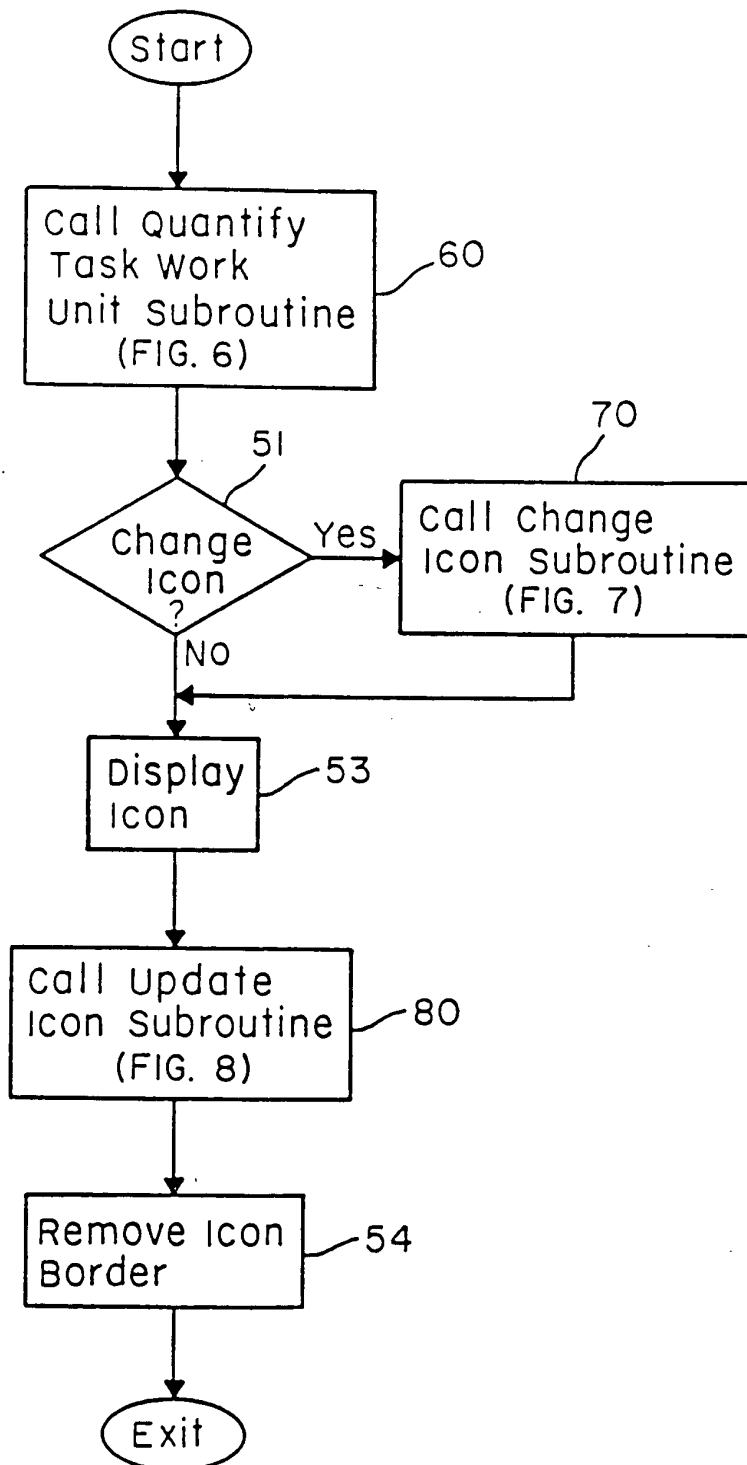 Start
Call Quantify
Task Work
Unit Subroutine
(FIG. 6)
60
51
Change
Icon
?
Yes
70
Call Change
Icon Subroutine
(FIG. 7)
No
Display
Icon
53
Call Update
Icon Subroutine
(FIG. 8)
80
Remove Icon
Border
54
Exit